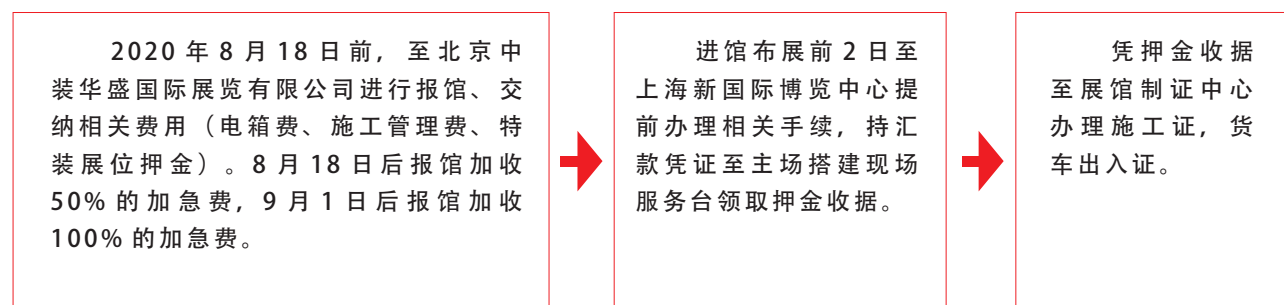 2020 年 8 月 18 日前，至北京中
装华盛国际展览有限公司进行报馆、交
纳相关费用（电箱费、施工管理费、特
装展位押金）。8 月 18 日后报馆加收
50% 的加急费，9 月 1 日后报馆加收
100% 的加急费。
进馆布展前 2 日至
上海新国际博览中心提
前办理相关手续，持汇
款凭证至主场搭建现场
服务台领取押金收据。
凭押金收据
至展馆制证中心
办理施工证，货
车出入证。